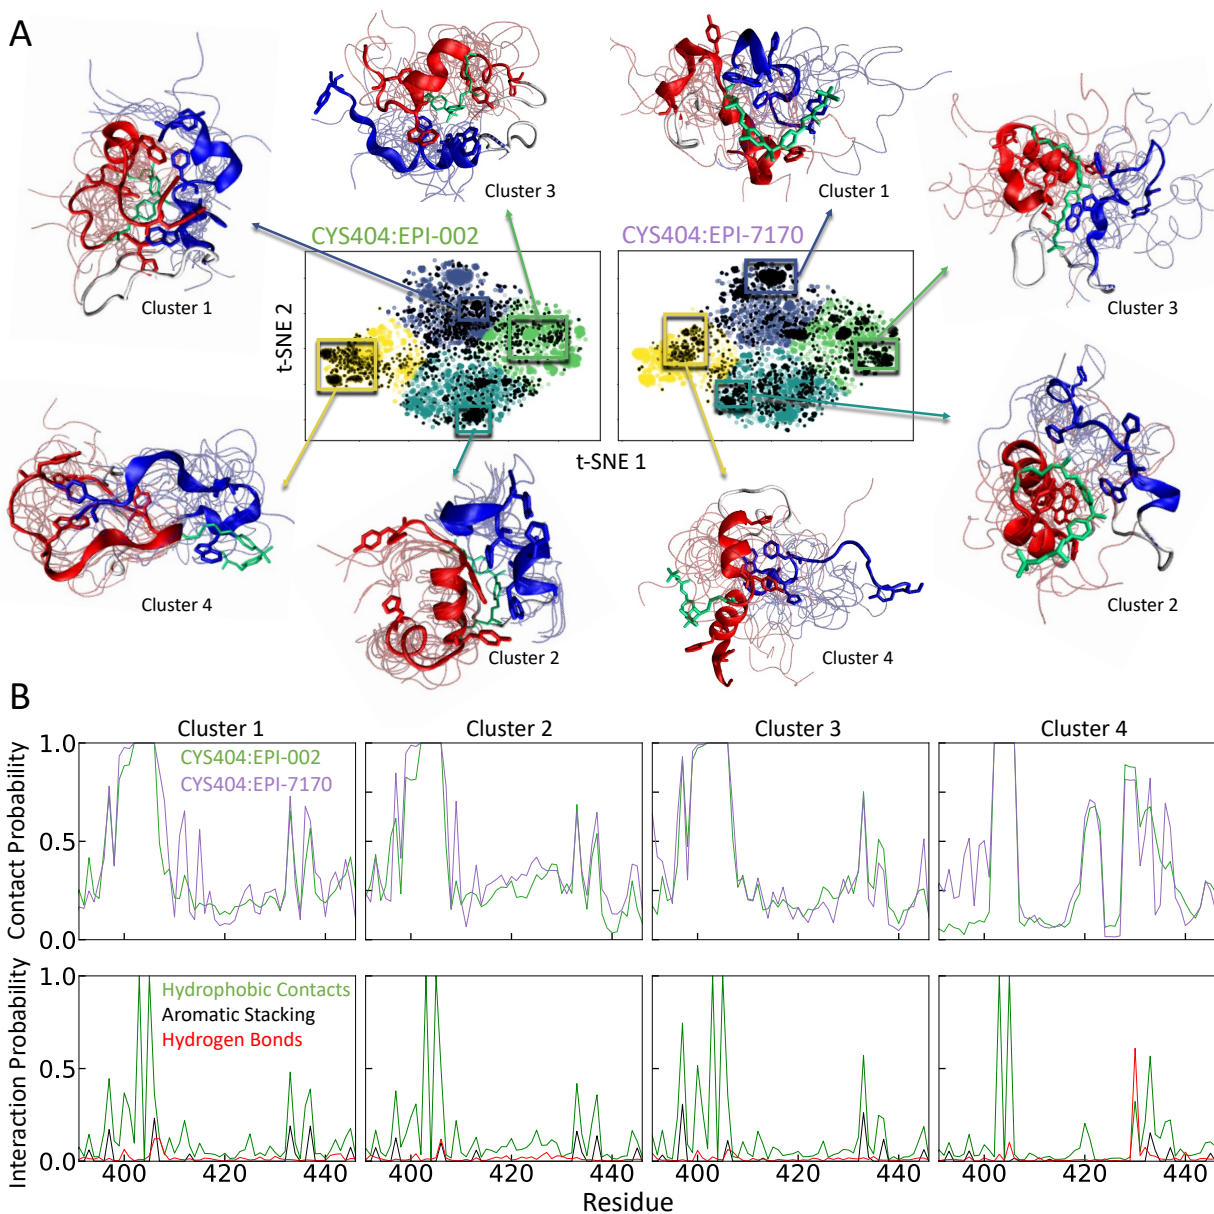 A
Cluster 1
Cluster 3
Cluster 1
Cluster 3
CYS404:EPI-002
CYS404:EPI-7170
t-SNE 2
t-SNE 1
Cluster 4
Cluster 2
Cluster 4
Cluster 2
B
Cluster 1
Cluster 2
Cluster 3
Cluster 4
Contact Probability
1.0
0.5
0.0
CYS404:EPI-002
CYS404:EPI-7170
Interaction Probability
1.0
0.5
0.0
Hydrophobic Contacts
Aromatic Stacking
Hydrogen Bonds
400 420 440
400 420 440
400 420 440
400 420 440
Residue